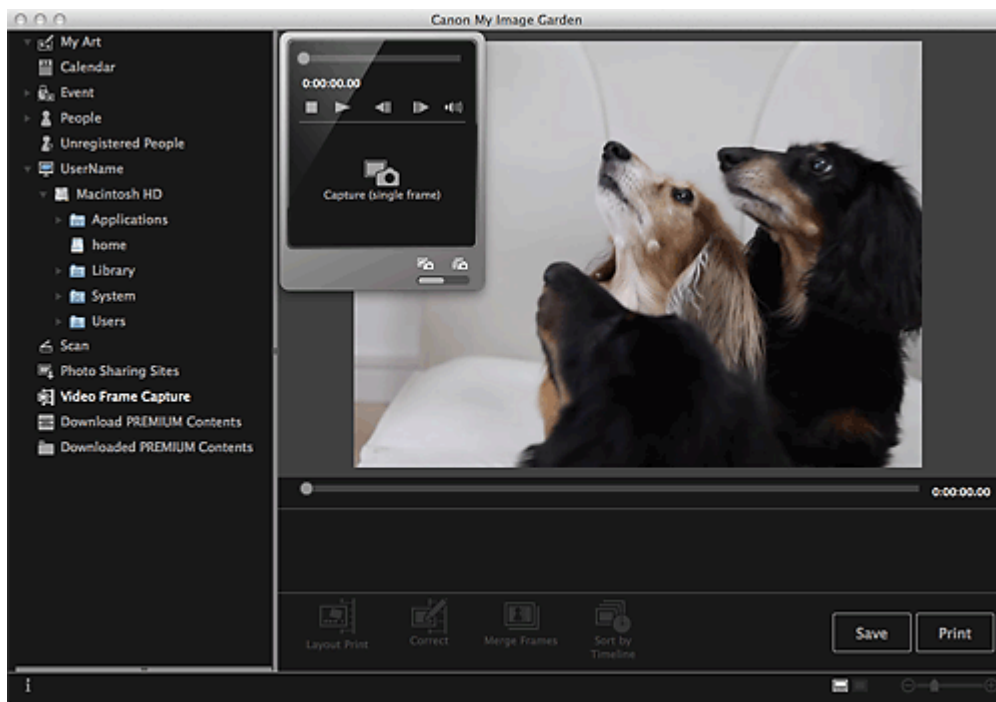 Canon My Image Garden
My Art
Calendar
Event
People
Unregistered People
UserName
Macintosh HD
Applications
home
Library
System
Users
Scan
Photo Sharing Sites
Video Frame Capture
Download PREMIUM Contents
Downloaded PREMIUM Contents
0:00:00.00
Capture (single frame)
0:00:00.00
Layout Print
Correct
Merge Frames
Sort by
Timeline
Save
Print
i